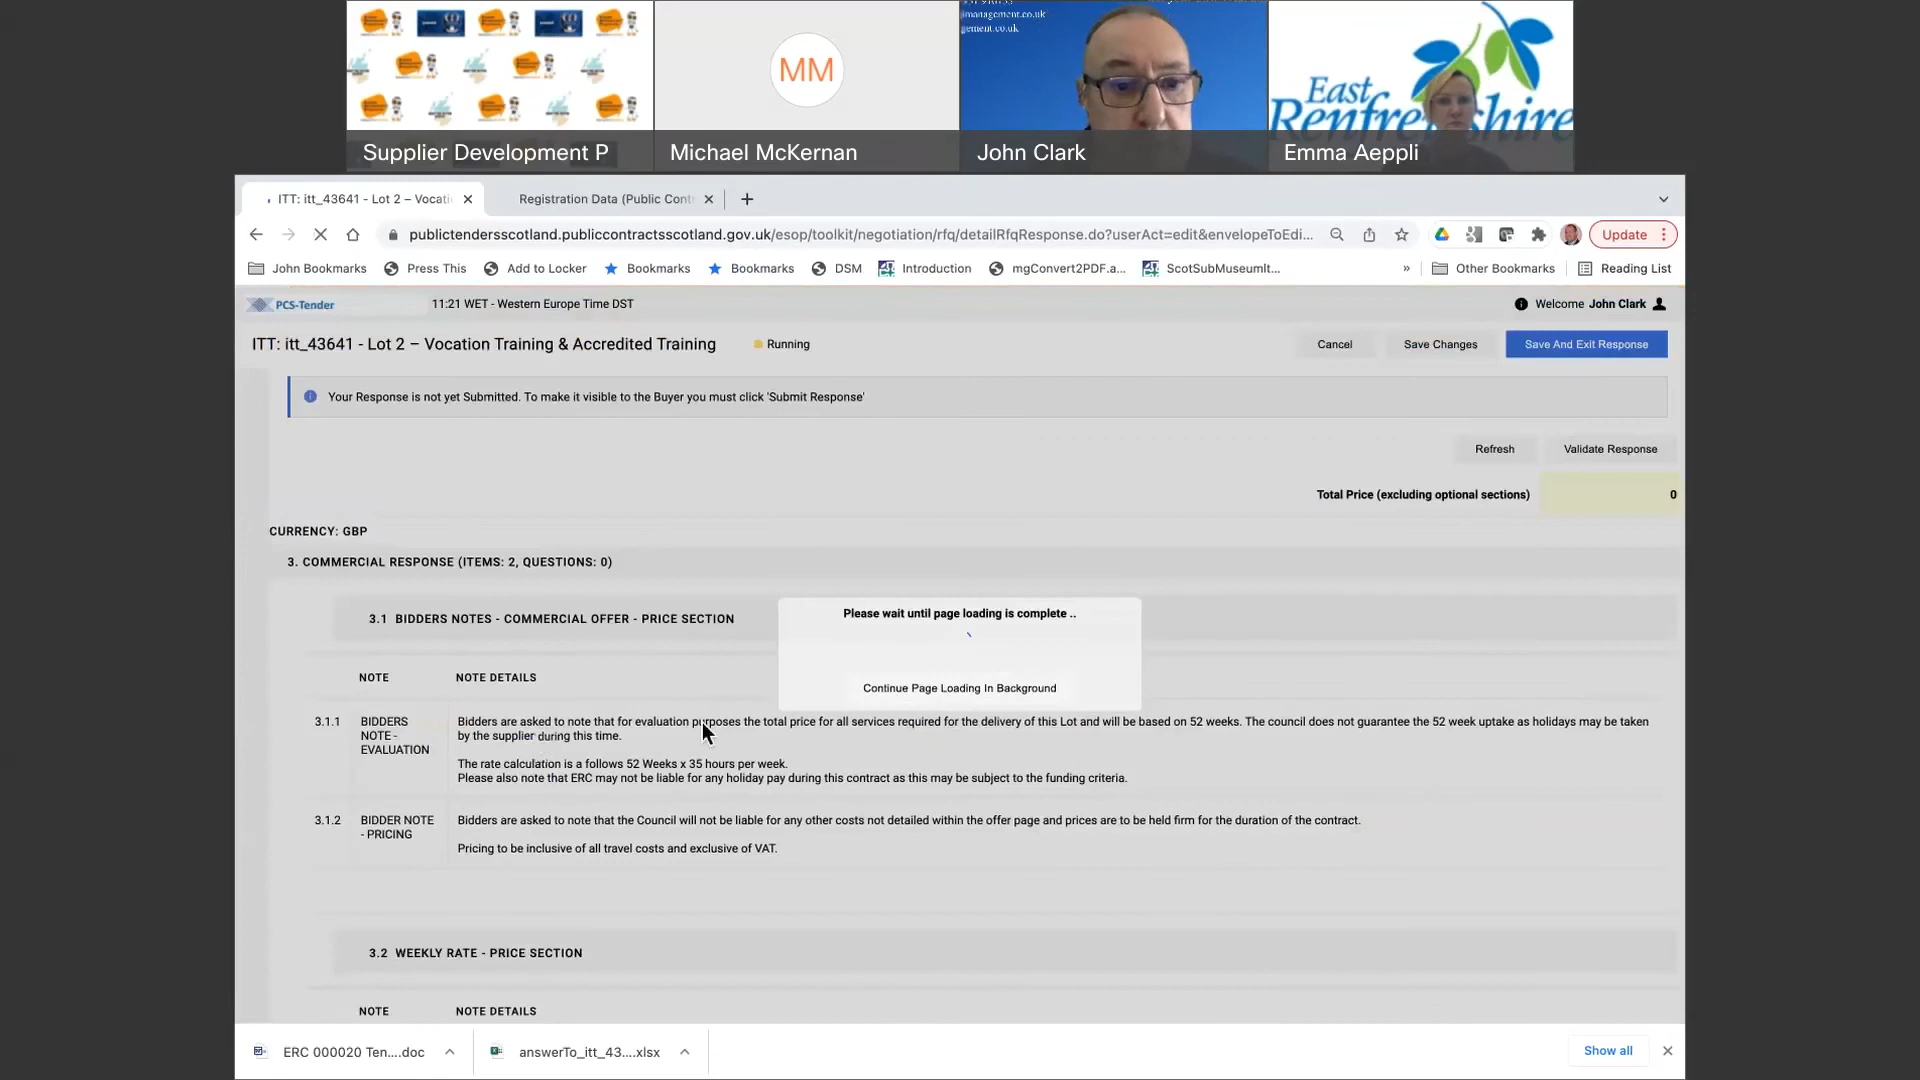 imanagement.co.uk
gement.co.uk
East
Renfrewshire
MM
Supplier Development P
Michael McKernan
John Clark
Emma Aeppli
ITT: itt_43641 - Lot 2 – Vocati
Registration Data (Public Cont
publictendersscotland.publiccontractsscotland.gov.uk/esop/toolkit/negotiation/rfq/detailRfqResponse.do?userAct=edit&envelopeToEdi...
Update
John Bookmarks
Press This
Add to Locker
Bookmarks
Bookmarks
DSM
Introduction
mgConvert2PDF.a...
ScotSubMuseumIt...
»
Other Bookmarks
Reading List
PCS-Tender
11:21 WET - Western Europe Time DST
Welcome John Clark
ITT: itt_43641 - Lot 2 – Vocation Training & Accredited Training
Running
Cancel
Save Changes
Save And Exit Response
Your Response is not yet Submitted. To make it visible to the Buyer you must click 'Submit Response'
Refresh
Validate Response
Total Price (excluding optional sections)
0
CURRENCY: GBP
3. COMMERCIAL RESPONSE (ITEMS: 2, QUESTIONS: 0)
3.1 BIDDERS NOTES - COMMERCIAL OFFER - PRICE SECTION
Please wait until page loading is complete ..
Continue Page Loading In Background
NOTE
NOTE DETAILS
3.1.1
BIDDERS
NOTE -
EVALUATION
Bidders are asked to note that for evaluation purposes the total price for all services required for the delivery of this Lot and will be based on 52 weeks. The council does not guarantee the 52 week uptake as holidays may be taken
by the supplier during this time.
The rate calculation is a follows 52 Weeks x 35 hours per week.
Please also note that ERC may not be liable for any holiday pay during this contract as this may be subject to the funding criteria.
3.1.2
BIDDER NOTE
- PRICING
Bidders are asked to note that the Council will not be liable for any other costs not detailed within the offer page and prices are to be held firm for the duration of the contract.
Pricing to be inclusive of all travel costs and exclusive of VAT.
3.2 WEEKLY RATE - PRICE SECTION
NOTE
NOTE DETAILS
ERC 000020 Ten....doc
answerTo_itt_43....xlsx
Show all